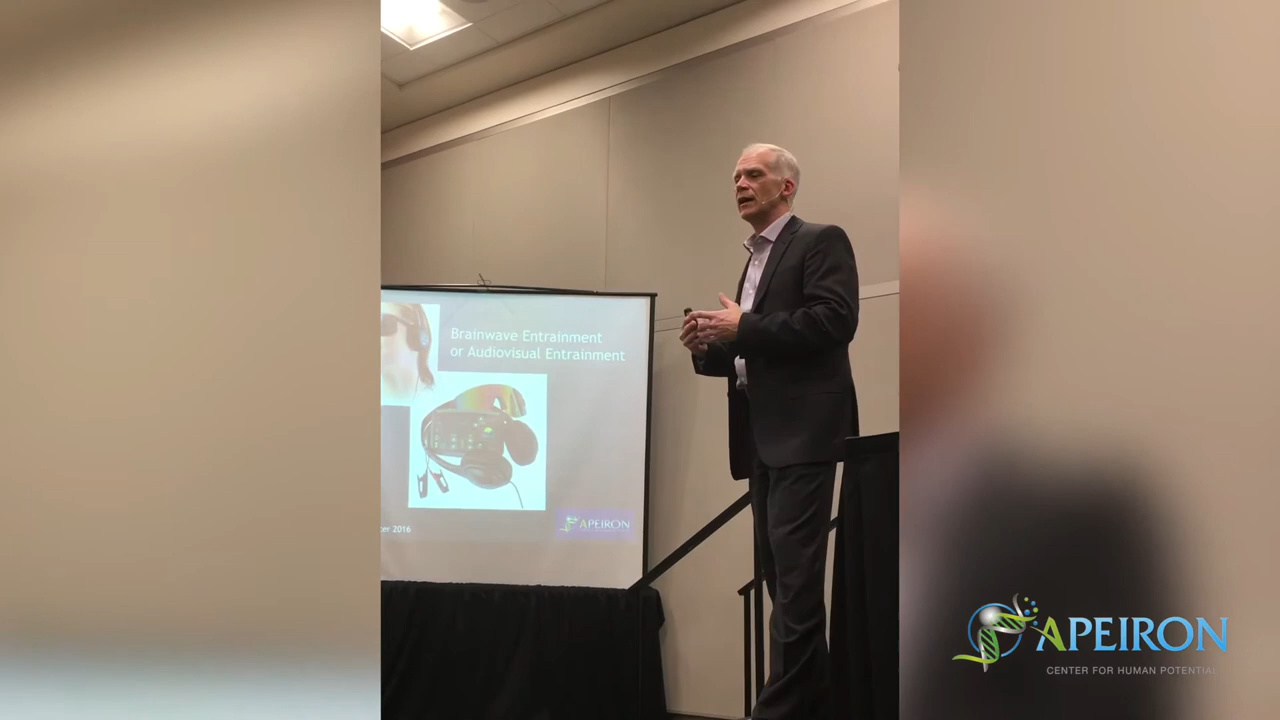 Brainwave Entrainment
or Audiovisual Entrainment
2016
APEIRON
APEIRON
CENTER FOR HUMAN POTENTIAL